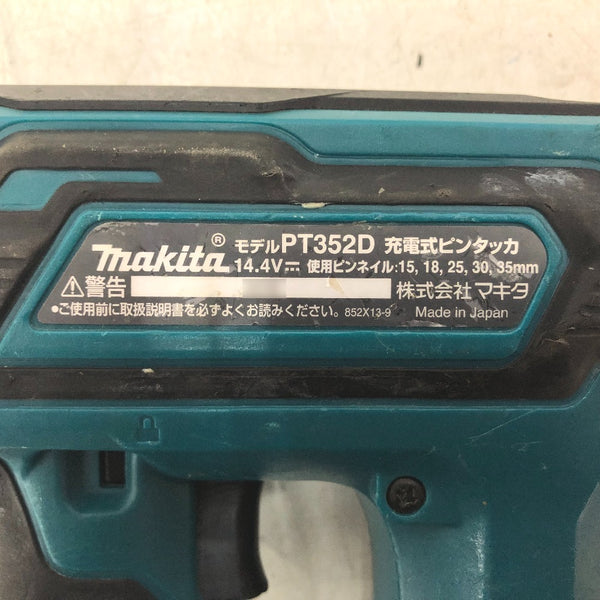 makita® モデルPT352D 充電式ピンタッカ
14.4V⎓ 使用ピンネイル:15, 18, 25, 30, 35mm
⚠警告 株式会社マキタ
●ご使用前に取扱説明書を必ずよくお読みください。 852X13-9 Made in Japan